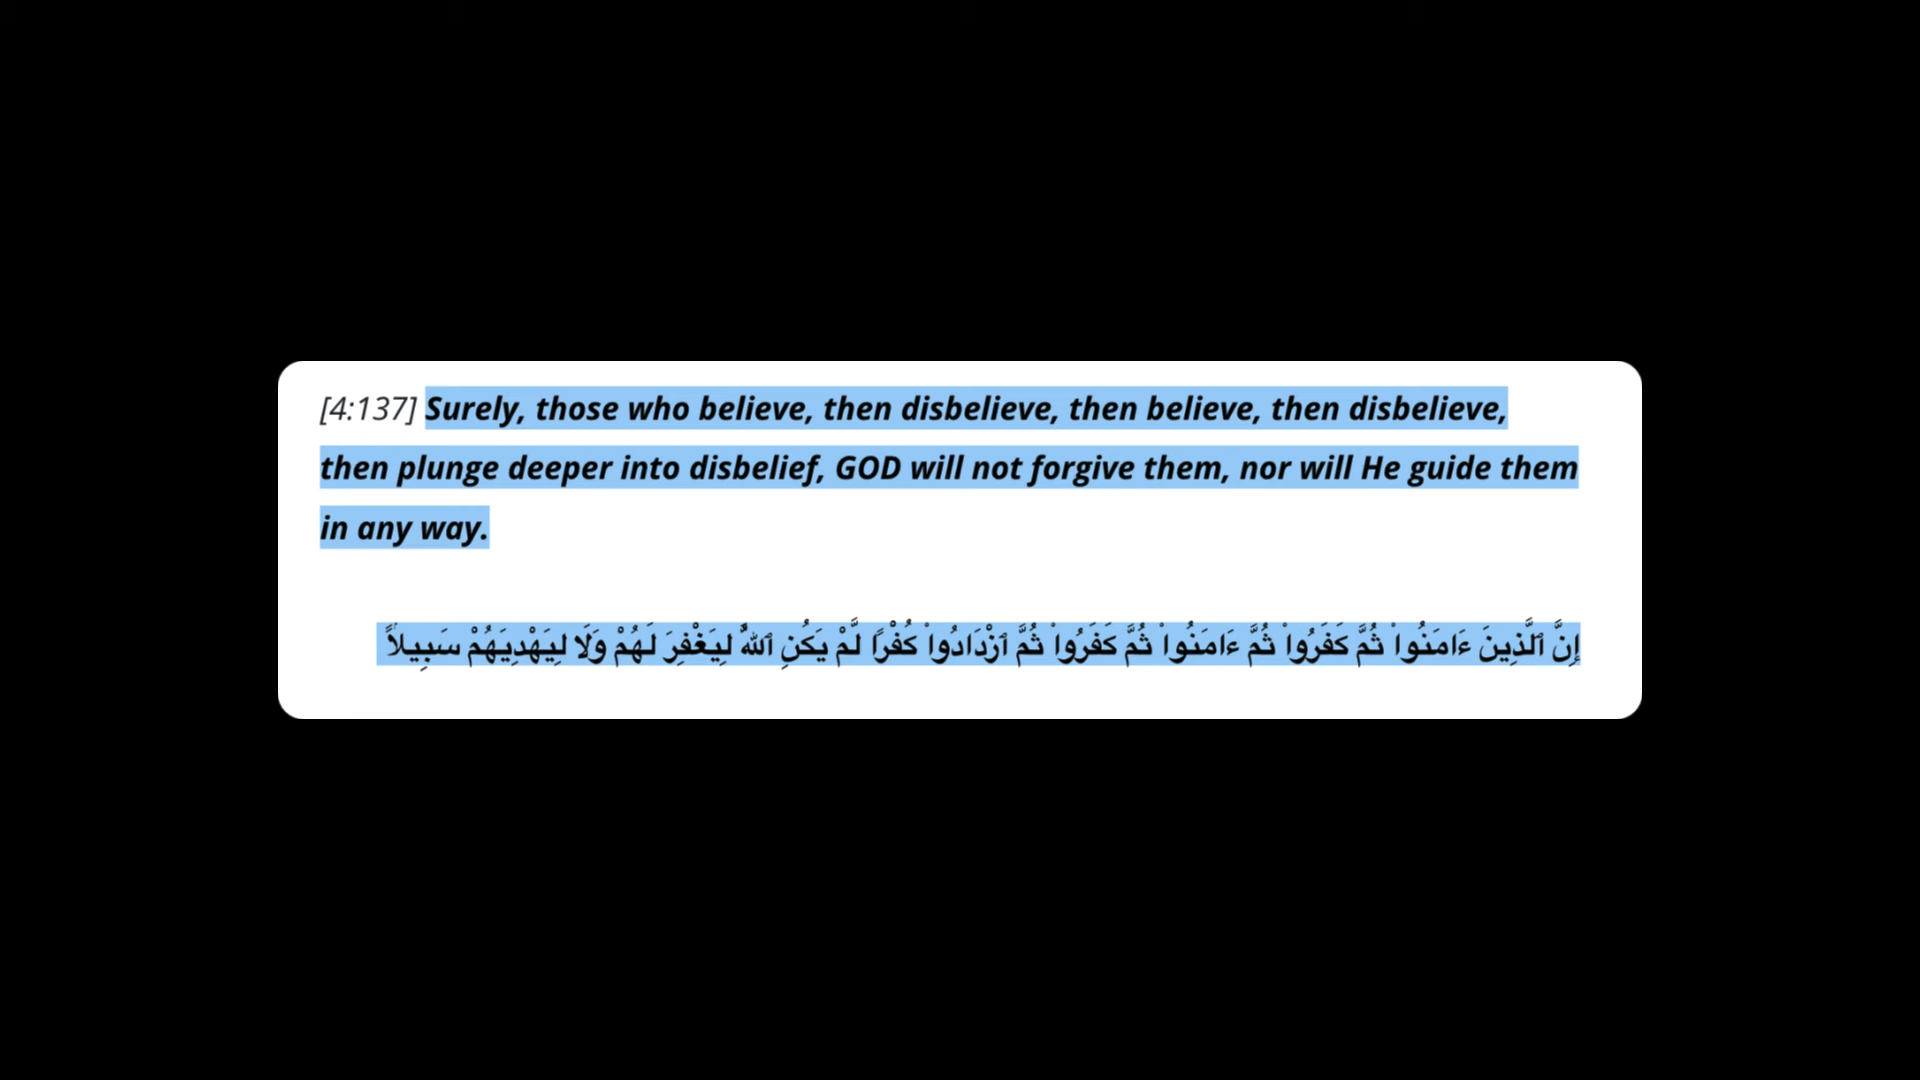 [4:137] Surely, those who believe, then disbelieve, then believe, then disbelieve,
then plunge deeper into disbelief, GOD will not forgive them, nor will He guide them
in any way.
إِنَّ ٱلَّذِينَ ءَامَنُوا۟ ثُمَّ كَفَرُوا۟ ثُمَّ ءَامَنُوا۟ ثُمَّ كَفَرُوا۟ ثُمَّ ٱزْدَادُوا۟ كُفْرًا لَّمْ يَكُنِ ٱللَّهُ لِيَغْفِرَ لَهُمْ وَلَا لِيَهْدِيَهُمْ سَبِيلًۢا